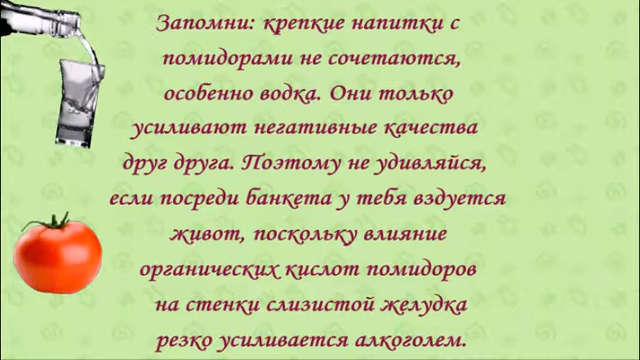 Запомни: крепкие напитки с
помидорами не сочетаются,
особенно водка. Они только
усиливают негативные качества
друг друга. Поэтому не удивляйся,
если посреди банкета у тебя вздуется
живот, поскольку влияние
органических кислот помидоров
на стенки слизистой желудка
резко усиливается алкоголем.